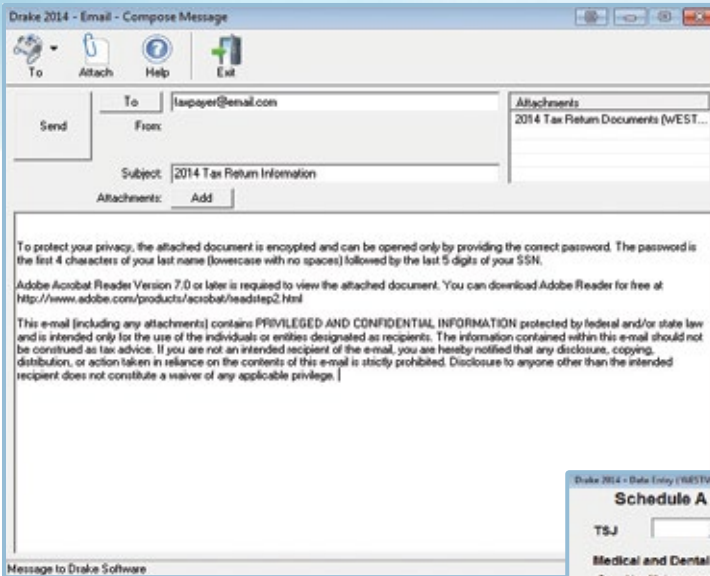 Drake 2014 - Email - Compose Message
To Attach Help Exit
Send
To taxpayer@email.com
From:
Subject: 2014 Tax Return Information
Attachments: Add
Attachments
2014 Tax Return Documents (WEST...
To protect your privacy, the attached document is encrypted and can be opened only by providing the correct password. The password is
the first 4 characters of your last name (lowercase with no spaces) followed by the last 5 digits of your SSN.
Adobe Acrobat Reader Version 7.0 or later is required to view the attached document. You can download Adobe Reader for free at
http://www.adobe.com/products/acrobat/readstep2.html
This e-mail (including any attachments) contains PRIVILEGED AND CONFIDENTIAL INFORMATION protected by federal and/or state law
and is intended only for the use of the individuals or entities designated as recipients. The information contained within this e-mail should not
be construed as tax advice. If you are not an intended recipient of the e-mail, you are hereby notified that any disclosure, copying,
distribution, or action taken in reliance on the contents of this e-mail is strictly prohibited. Disclosure to anyone other than the intended
recipient does not constitute a waiver of any applicable privilege.
Message to Drake Software
Drake 2014 - Data Entry (WESTV
Schedule A
TSJ
Medical and Dental